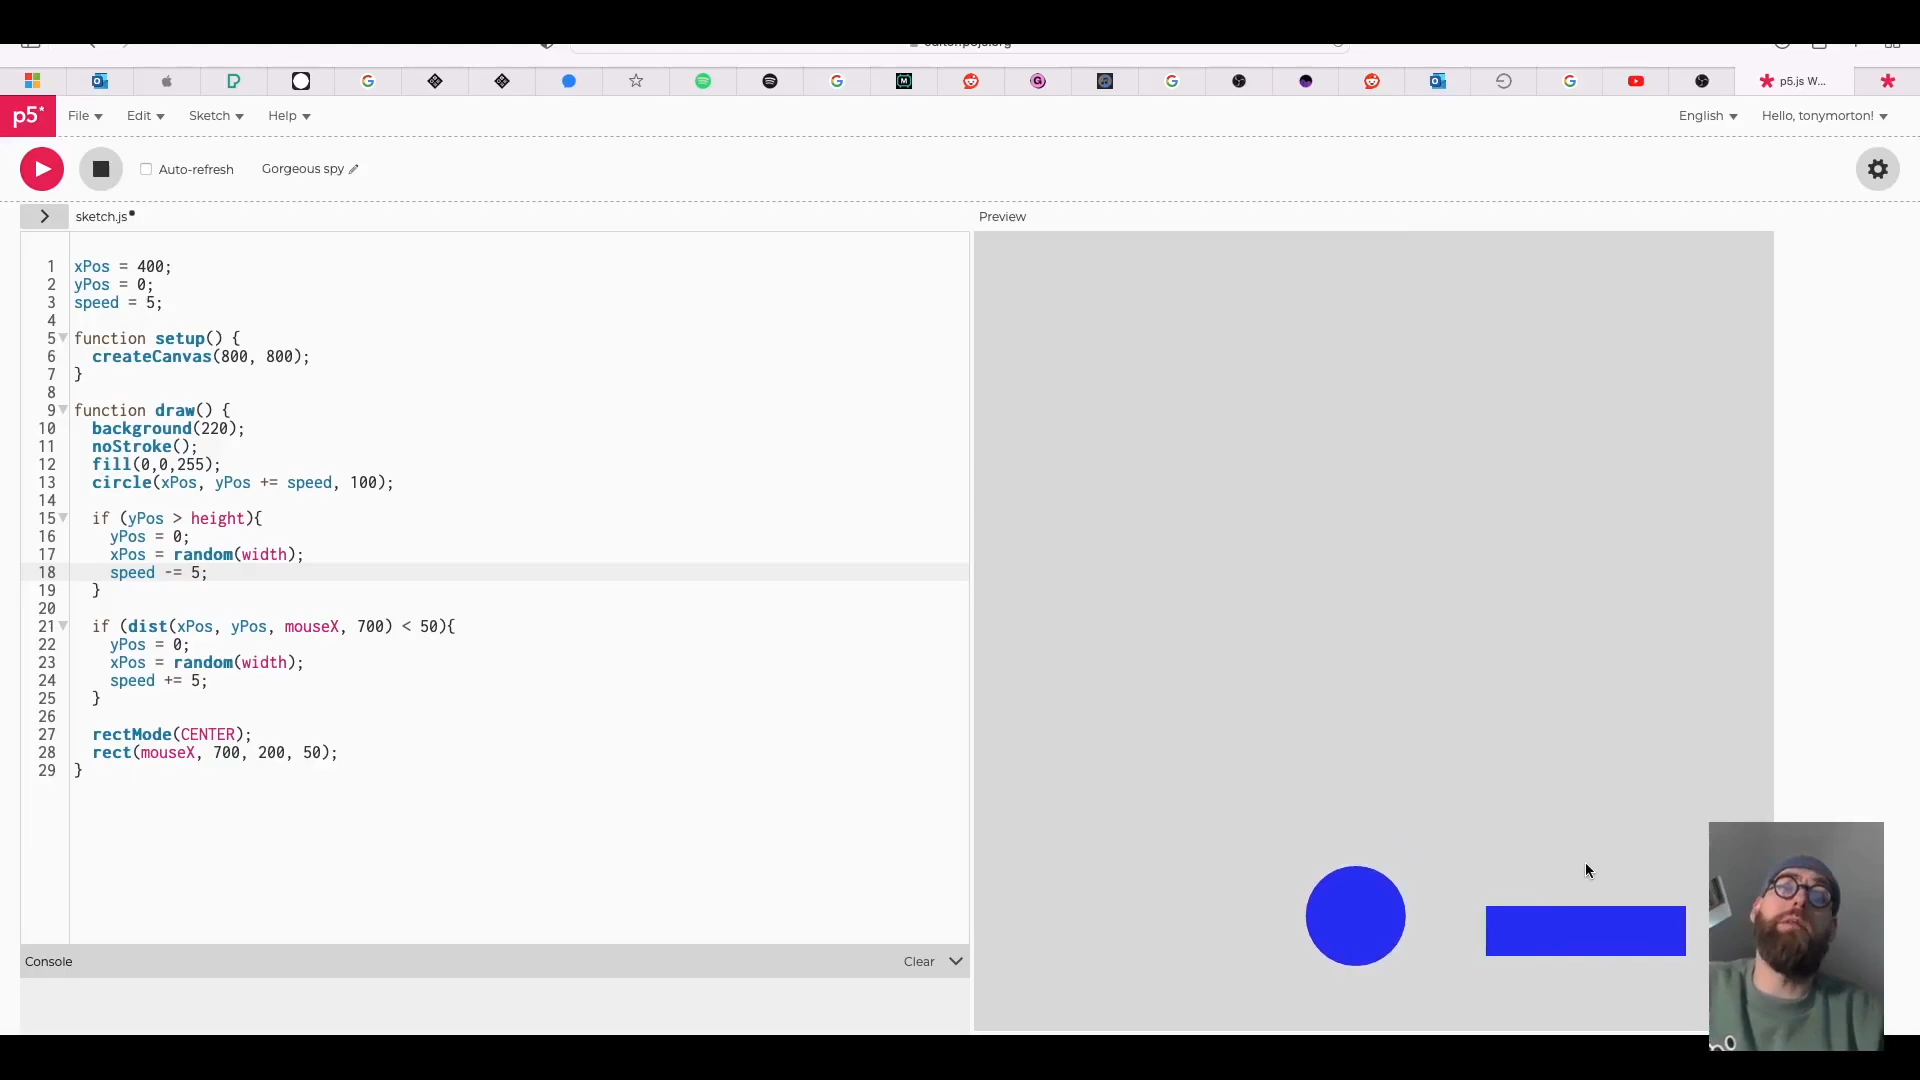 p5*
File
Edit
Sketch
Help
English
Hello, tonymorton!
p5.js W...
Auto-refresh
Gorgeous spy
sketch.js
Preview
1 xPos = 400;
2 yPos = 0;
3 speed = 5;
4
5 function setup() {
6 createCanvas(800, 800);
7 }
8
9 function draw() {
10 background(220);
11 noStroke();
12 fill(0,0,255);
13 circle(xPos, yPos += speed, 100);
14
15 if (yPos > height){
16 yPos = 0;
17 xPos = random(width);
18 speed -= 5;
19 }
20
21 if (dist(xPos, yPos, mouseX, 700) < 50){
22 yPos = 0;
23 xPos = random(width);
24 speed += 5;
25 }
26
27 rectMode(CENTER);
28 rect(mouseX, 700, 200, 50);
29 }
Console
Clear